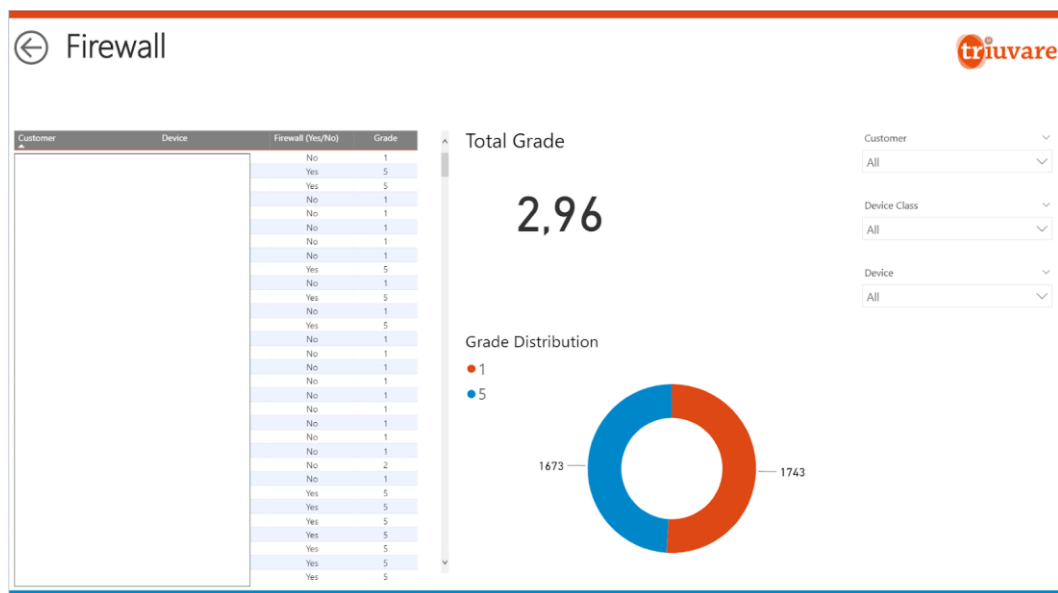 Firewall
triuvare
Customer Device Firewall (Yes/No) Grade
No 1
Yes 5
Yes 5
No 1
No 1
No 1
No 1
No 1
Yes 5
No 1
Yes 5
No 1
Yes 5
No 1
No 1
No 1
No 1
No 1
No 1
No 1
No 1
No 1
No 2
No 1
Yes 5
Yes 5
Yes 5
Yes 5
Yes 5
Yes 5
Yes 5
Total Grade
2,96
Grade Distribution
1
5
1673
1743
Customer
All
Device Class
All
Device
All